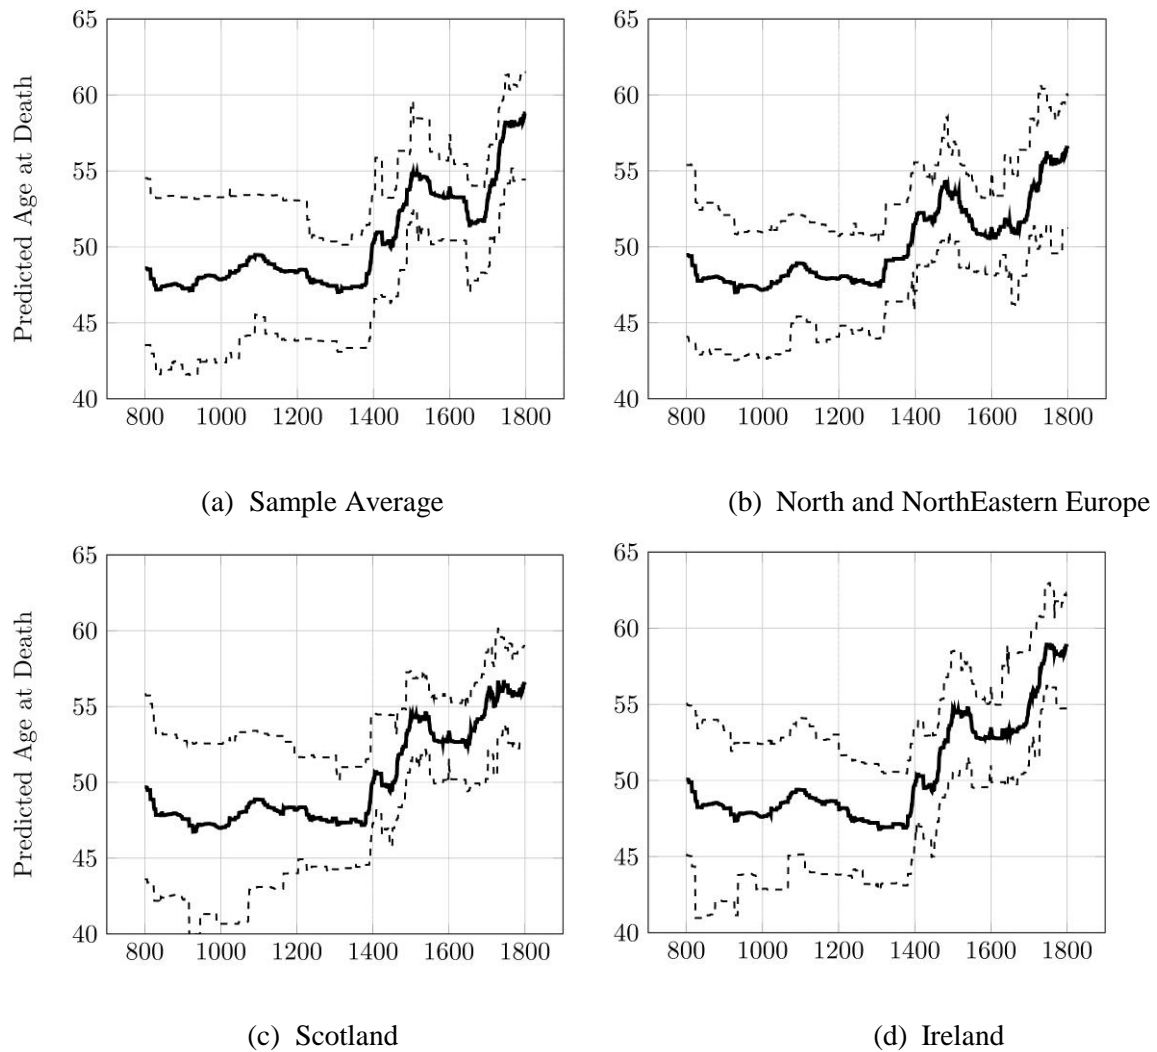 65 65
60 60
55 55
50 50
45 45
40 40
Predicted Age at Death
800 1000 1200 1400 1600 1800 800 1000 1200 1400 1600 1800
(a) Sample Average (b) North and NorthEastern Europe
65 65
60 60
55 55
50 50
45 45
40 40
Predicted Age at Death
800 1000 1200 1400 1600 1800 800 1000 1200 1400 1600 1800
(c) Scotland (d) Ireland